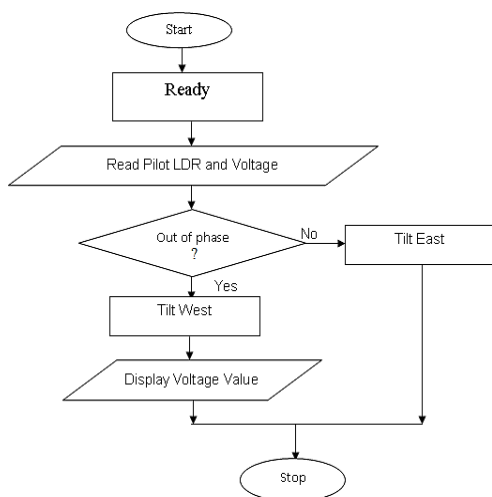 Start
Ready
Read Pilot LDR and Voltage
Out of phase
?
No
Tilt East
Yes
Tilt West
Display Voltage Value
Stop